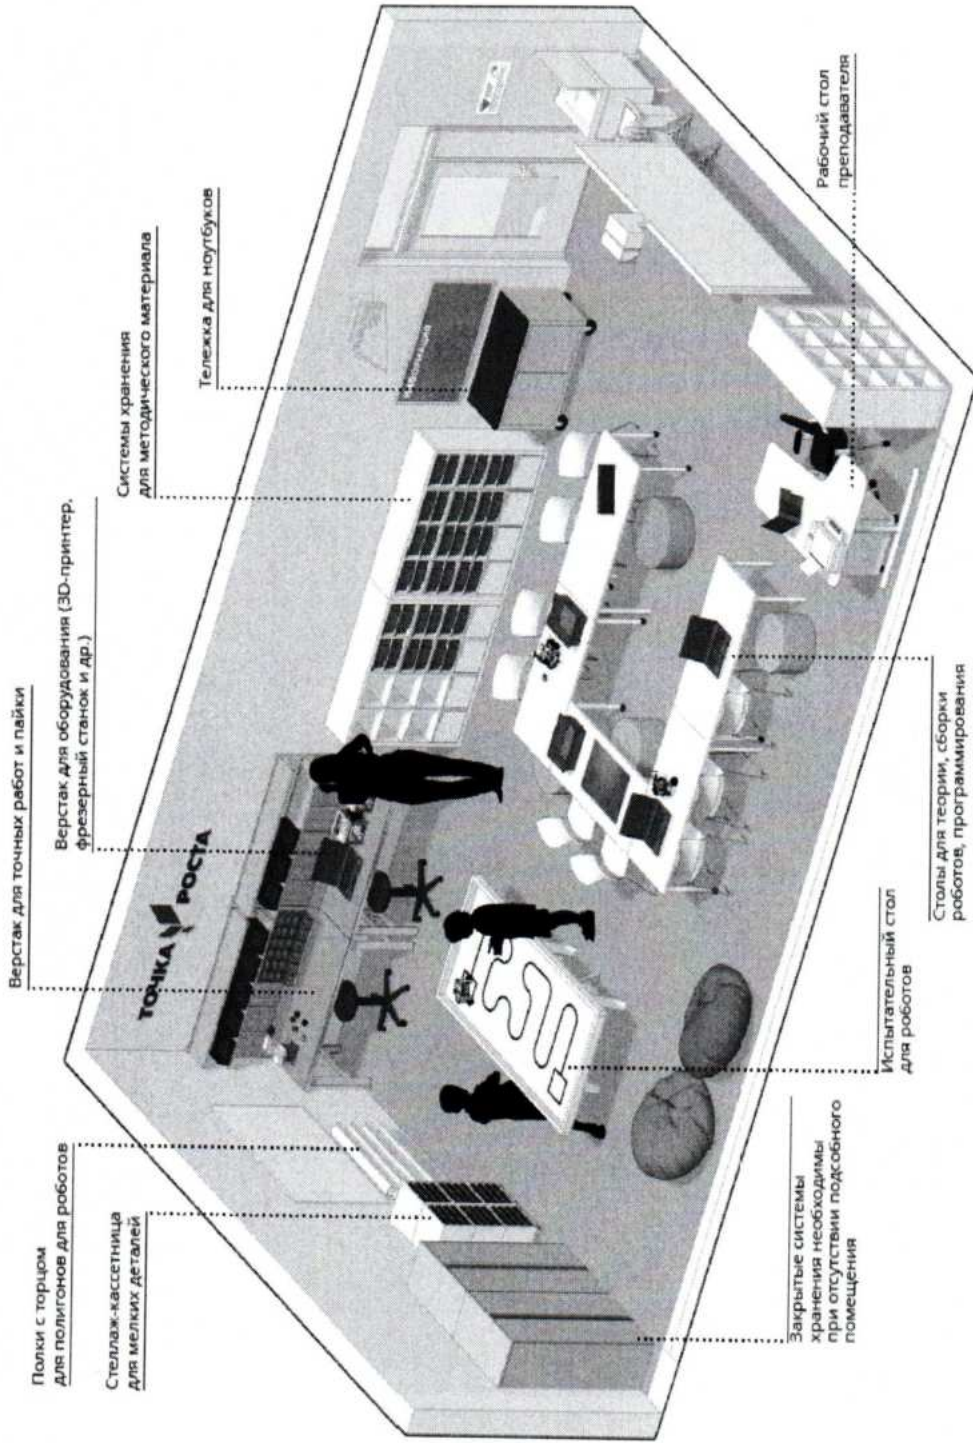 Полки с торцом
для полигонов для роботов
Стеллаж-кассетница
для мелких деталей
Верстак для точных работ и пайки
Верстак для оборудования (3D-принтер,
фрезерный станок и др.)
Системы хранения
для методического материала
Тележка для ноутбуков
ТОЧКА РОСТА
Закрытые системы
хранения необходимы
при отсутствии подсобного
помещения
Испытательный стол
для роботов
Столы для теории, сборки
роботов, программирования
Рабочий стол
преподавателя